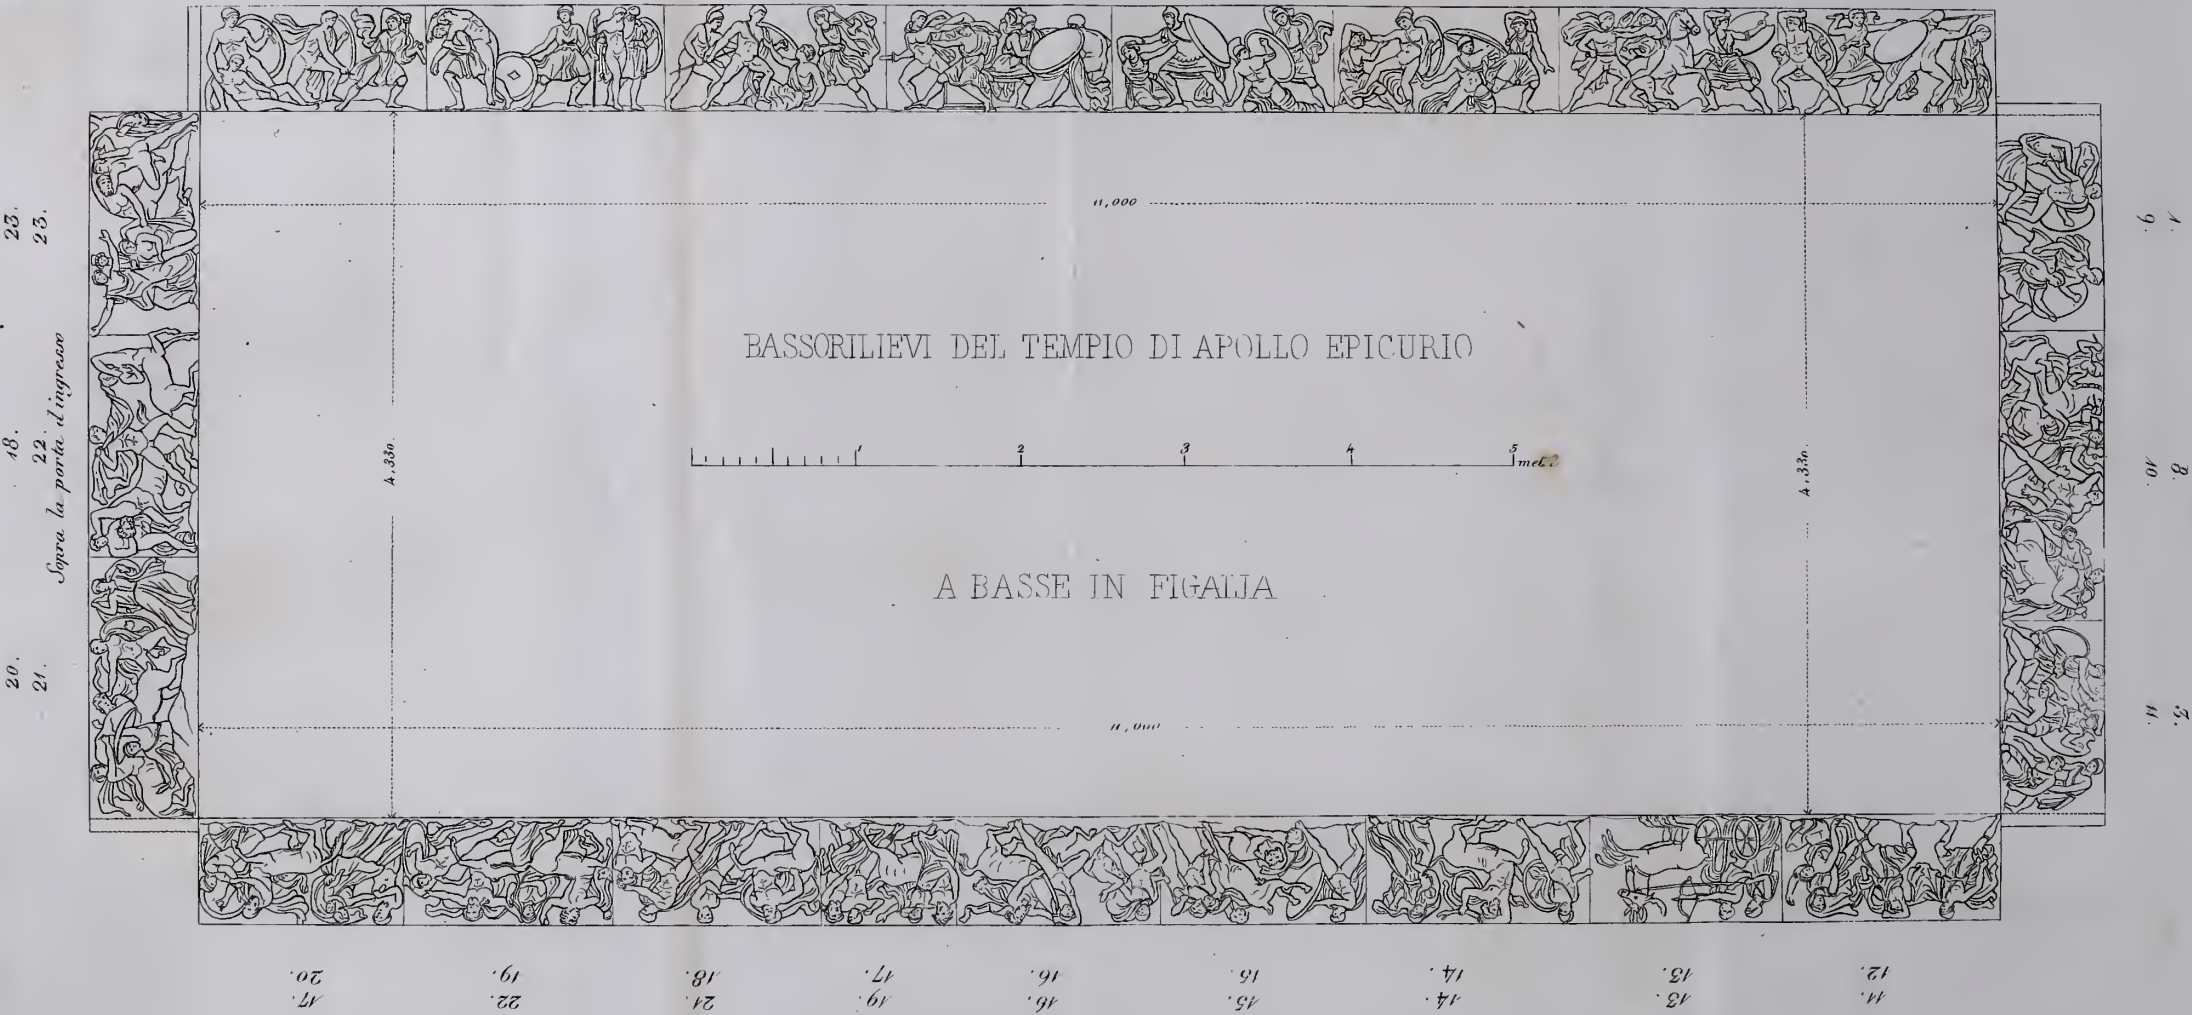 11,000
BASSORILIEVI DEL TEMPIO DI APOLLO EPICURIO
1 2 3 4 5 met.
4,330.
4,330.
A BASSE IN FIGALIA
11,000
23. 18. 20.
23. 22. 21.
Sopra la porta d'ingresso
1. 8. 3.
9. 10. 11.
20. 19. 18. 17. 16. 15. 14. 13. 12.
17. 22. 21. 19. 16. 15. 14. 13. 11.